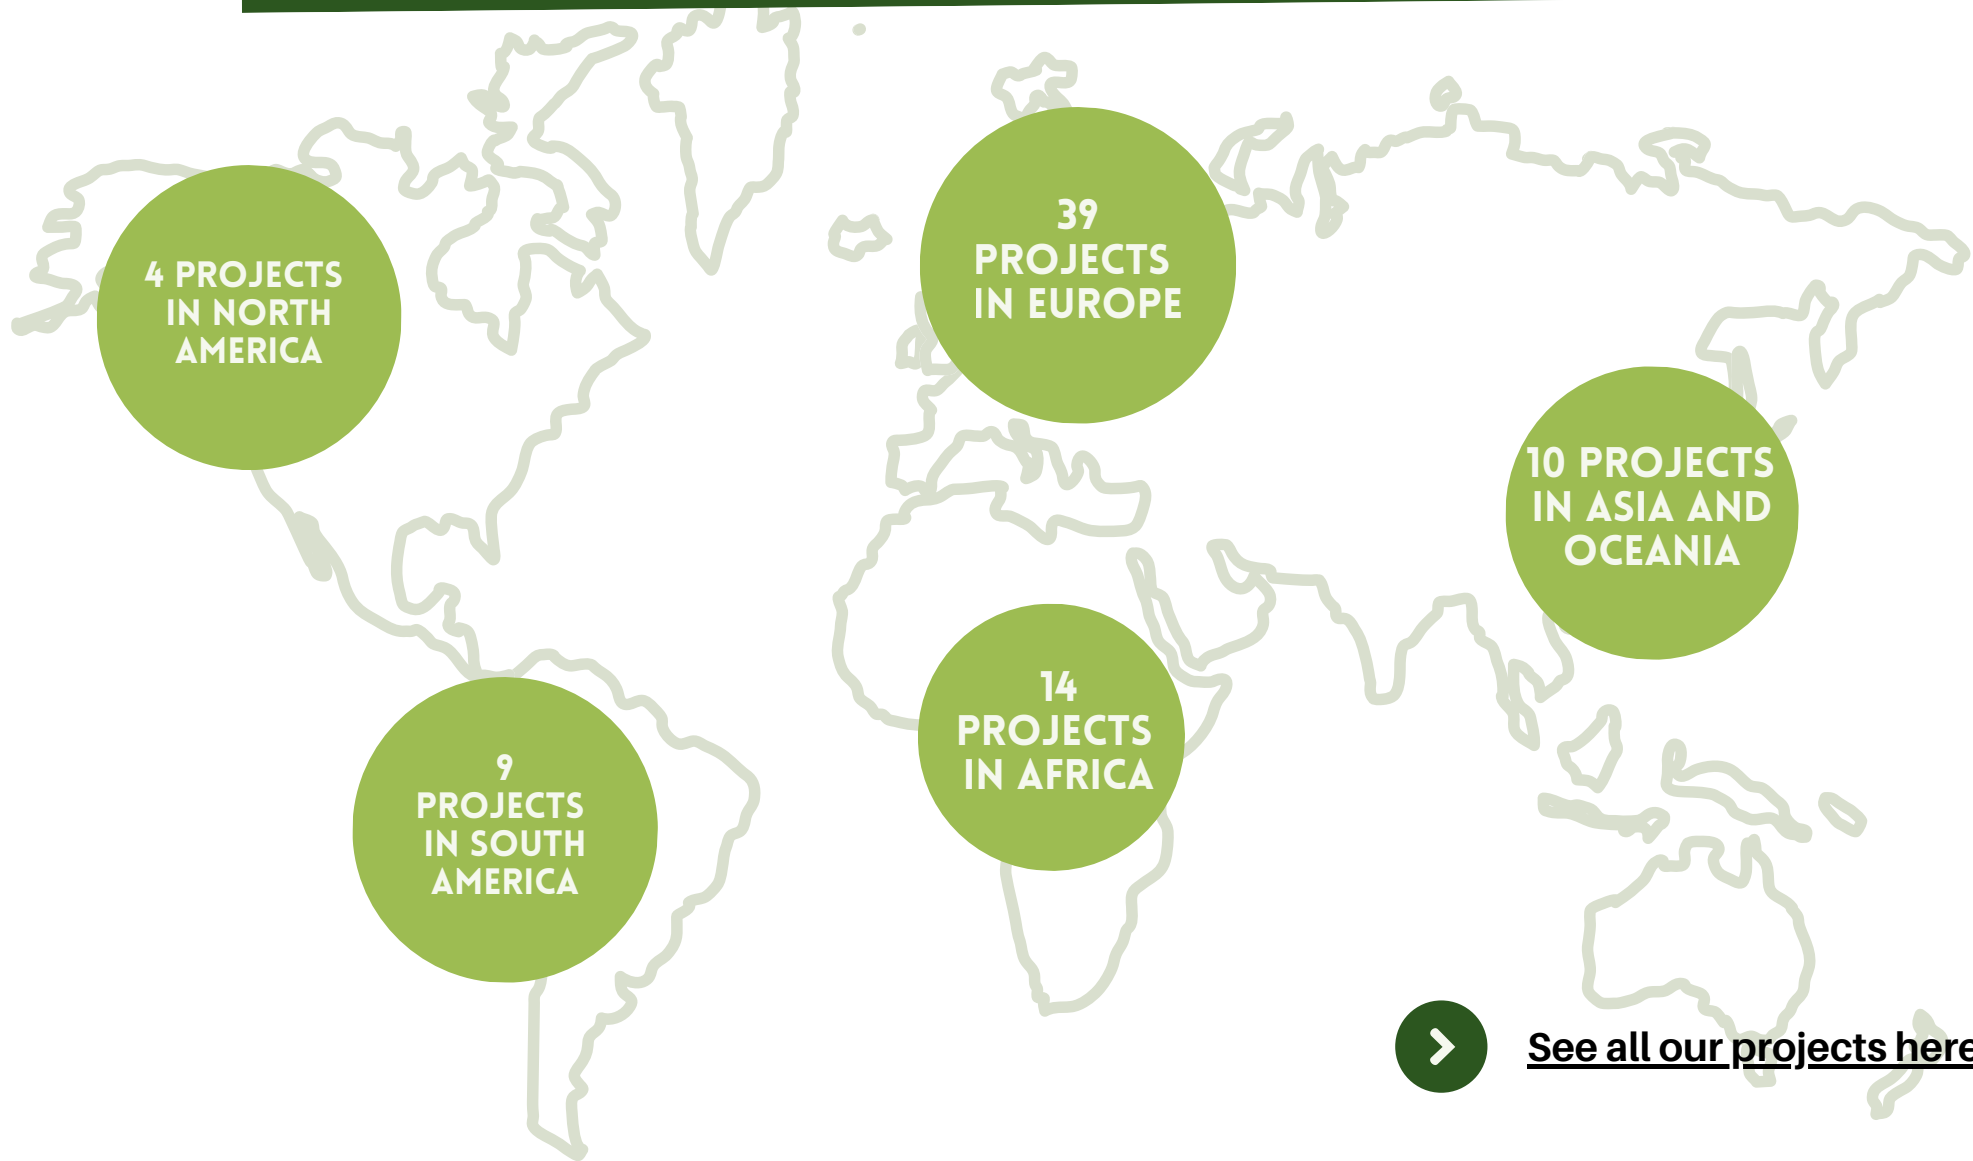 39
PROJECTS
IN EUROPE
4 PROJECTS
IN NORTH
AMERICA
10 PROJECTS
IN ASIA AND
OCEANIA
14
PROJECTS
IN AFRICA
9
PROJECTS
IN SOUTH
AMERICA
See all our projects here